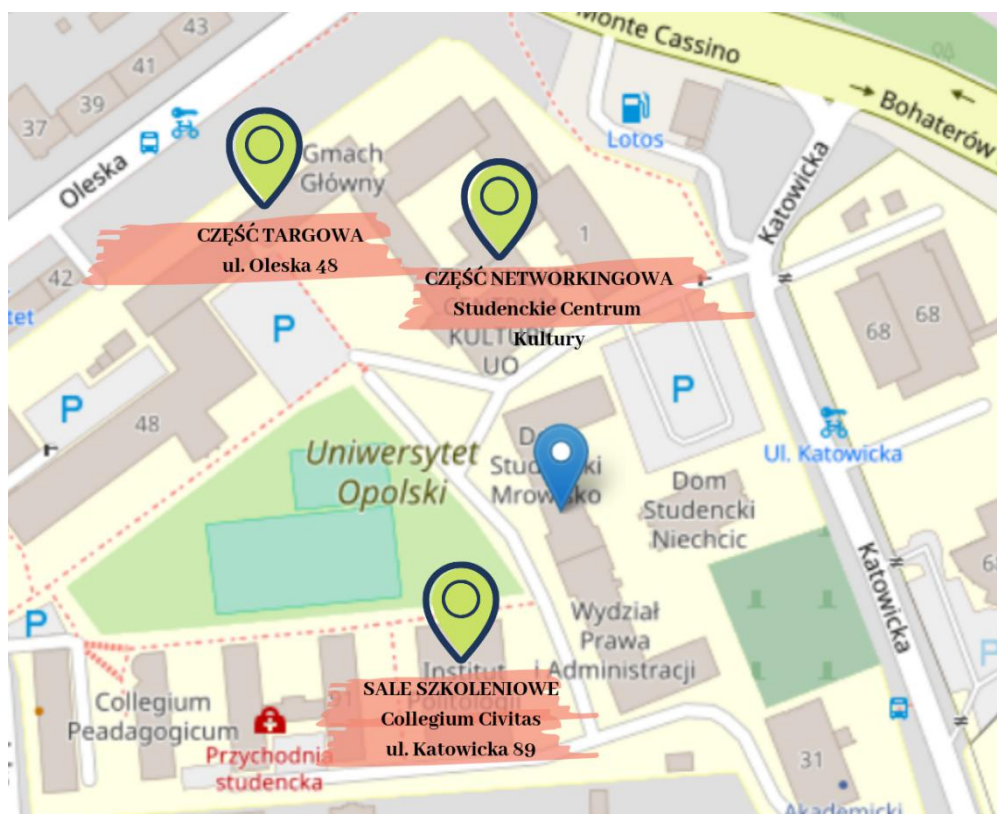 Monte Cassino
Bohaterów
43
41
39
37
Oleska
Lotos
Katowicka
Gmach
Główny
1
42
CZĘŚĆ TARGOWA
ul. Oleska 48
CZĘŚĆ NETWORKINGOWA
Studenckie Centrum
Kultury
KULTURY
UO
68
68
P
P
P
48
Uniwersytet
Opolski
Ul. Katowicka
Studencki
Mrowisko
Dom
Studencki
Niechcic
Katowicka
P
P
Wydział
Prawa
i Administracji
Instytut
SALE SZKOLENIOWE
Collegium Civitas
ul. Katowicka 89
Collegium
Peadagogicum
Przychodnia
studencka
31
Akademicki